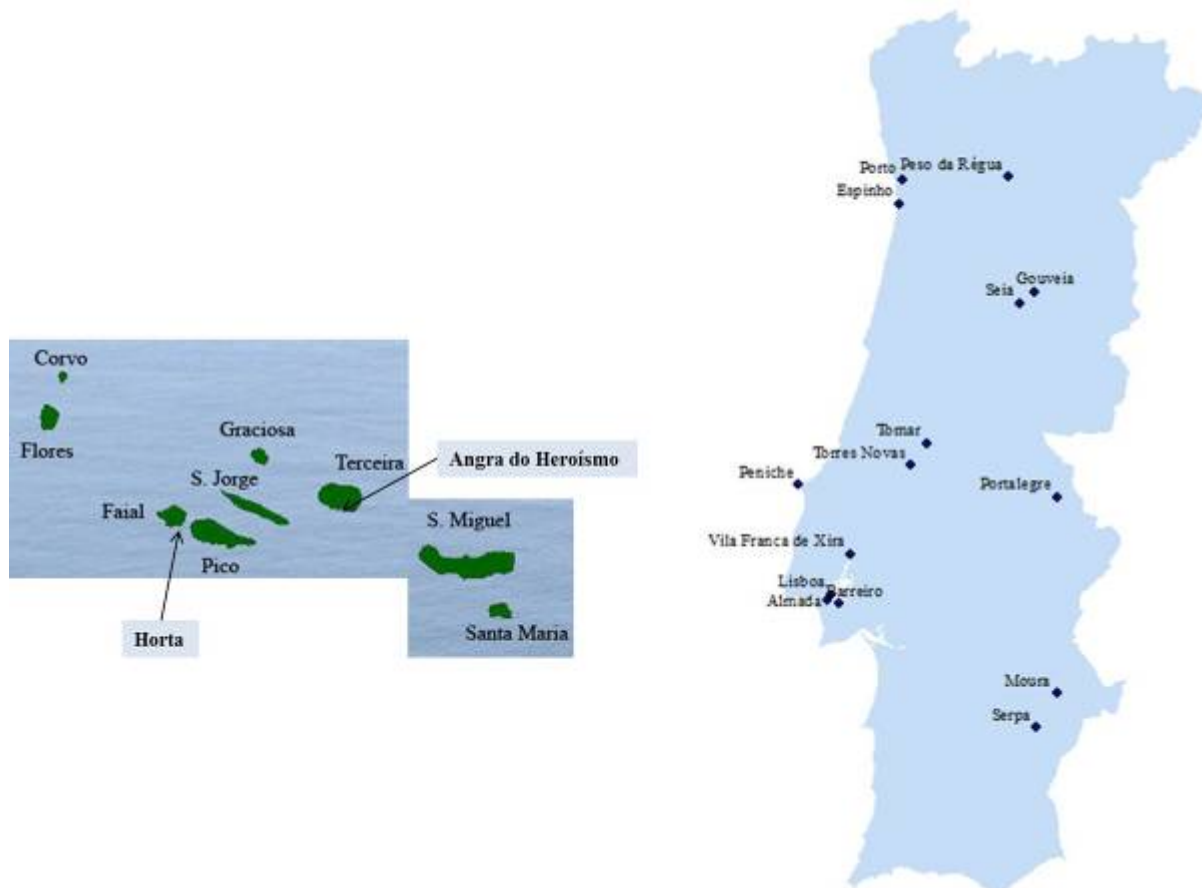 Corvo
Flores
Graciosa
Terceira
Angra do Heroísmo
S. Jorge
Faial
Pico
S. Miguel
Horta
Santa Maria
Porto
Peso da Régua
Espinho
Gouveia
Seia
Tomar
Torres Novas
Peniche
Portalegre
Vila Franca de Xira
Lisboa
Barreiro
Almada
Moura
Serpa